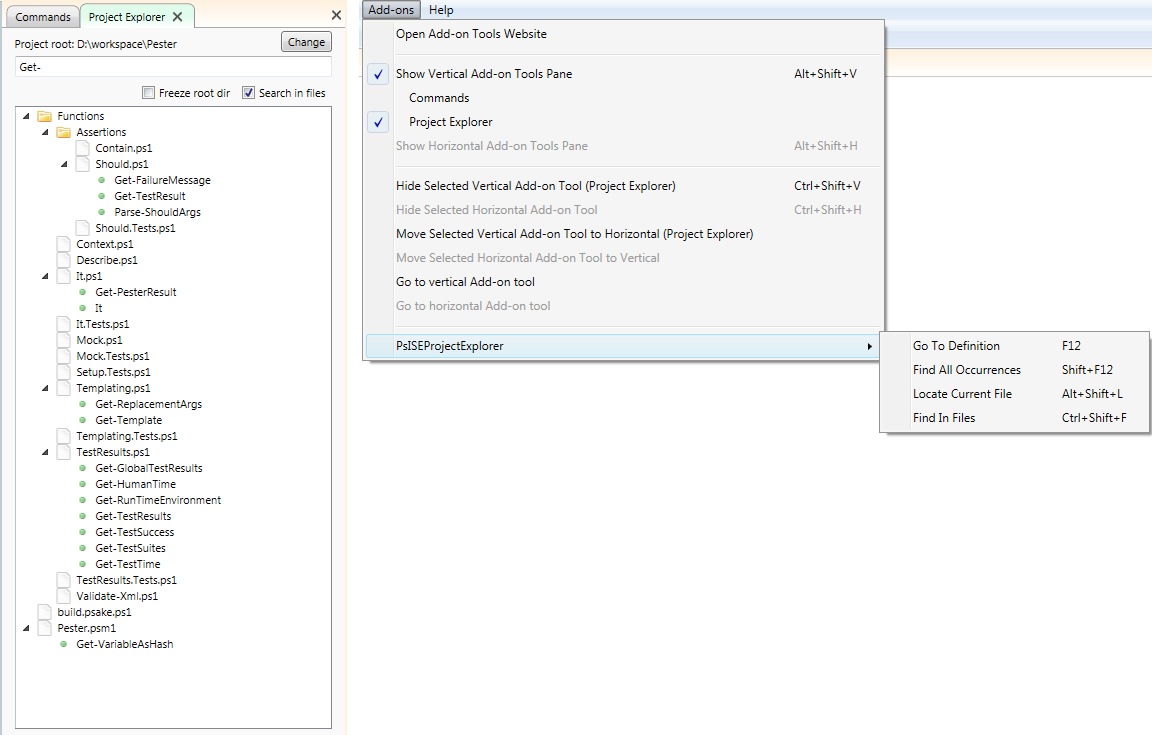 Commands
Project Explorer
Project root: D:\workspace\Pester
Change
Get-
Freeze root dir
Search in files
Functions
Assertions
Contain.ps1
Should.ps1
Get-FailureMessage
Get-TestResult
Parse-ShouldArgs
Should.Tests.ps1
Context.ps1
Describe.ps1
It.ps1
Get-PesterResult
It
It.Tests.ps1
Mock.ps1
Mock.Tests.ps1
Setup.Tests.ps1
Templating.ps1
Get-ReplacementArgs
Get-Template
Templating.Tests.ps1
TestResults.ps1
Get-GlobalTestResults
Get-HumanTime
Get-RunTimeEnvironment
Get-TestResults
Get-TestSuccess
Get-TestSuites
Get-TestTime
TestResults.Tests.ps1
Validate-Xml.ps1
build.psake.ps1
Pester.psm1
Get-VariableAsHash
Add-ons Help
Open Add-on Tools Website
Show Vertical Add-on Tools Pane Alt+Shift+V
Commands
Project Explorer
Show Horizontal Add-on Tools Pane Alt+Shift+H
Hide Selected Vertical Add-on Tool (Project Explorer) Ctrl+Shift+V
Hide Selected Horizontal Add-on Tool Ctrl+Shift+H
Move Selected Vertical Add-on Tool to Horizontal (Project Explorer)
Move Selected Horizontal Add-on Tool to Vertical
Go to vertical Add-on tool
Go to horizontal Add-on tool
PsISEProjectExplorer
Go To Definition F12
Find All Occurrences Shift+F12
Locate Current File Alt+Shift+L
Find In Files Ctrl+Shift+F